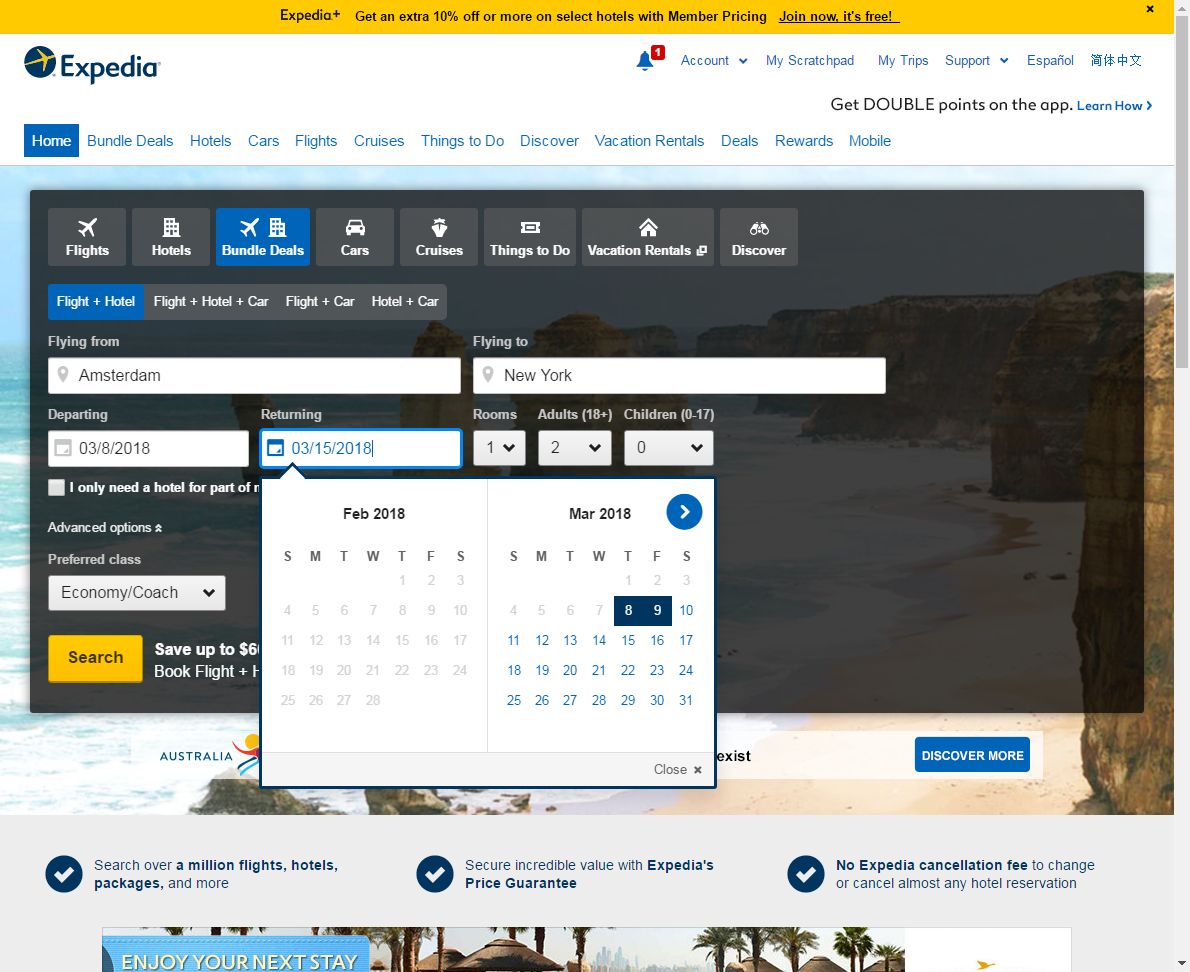 Expedia+ Get an extra 10% off or more on select hotels with Member Pricing Join now, it's free!
Expedia
1 Account My Scratchpad My Trips Support Español 简体中文
Get DOUBLE points on the app. Learn How
Home Bundle Deals Hotels Cars Flights Cruises Things to Do Discover Vacation Rentals Deals Rewards Mobile
Flights Hotels Bundle Deals Cars Cruises Things to Do Vacation Rentals Discover
Flight + Hotel Flight + Hotel + Car Flight + Car Hotel + Car
Flying from Flying to
Amsterdam New York
Departing Returning Rooms Adults (18+) Children (0-17)
03/8/2018 03/15/2018 1 2 0
I only need a hotel for part of
Advanced options
Preferred class
Economy/Coach
Search
Save up to
Book Flight +
Feb 2018
S M T W T F S
1 2 3
4 5 6 7 8 9 10
11 12 13 14 15 16 17
18 19 20 21 22 23 24
25 26 27 28
Mar 2018
S M T W T F S
1 2 3
4 5 6 7 8 9 10
11 12 13 14 15 16 17
18 19 20 21 22 23 24
25 26 27 28 29 30 31
Close
AUSTRALIA exist DISCOVER MORE
Search over a million flights, hotels,
packages, and more
Secure incredible value with Expedia's
Price Guarantee
No Expedia cancellation fee to change
or cancel almost any hotel reservation
ENJOY YOUR NEXT STAY